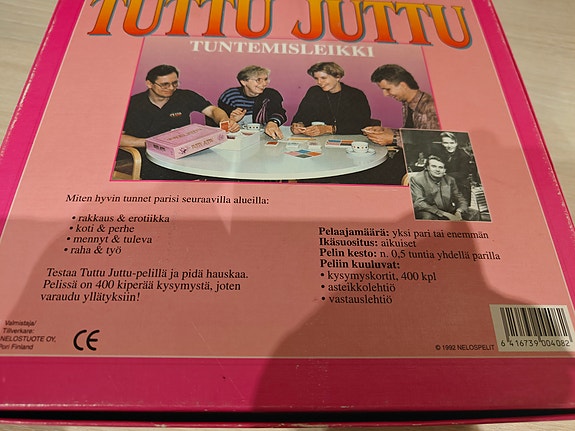 TUTTU JUTTU
TUNTEMISLEIKKI
Miten hyvin tunnet parisi seuraavilla alueilla:
• rakkaus & erotiikka
• koti & perhe
• mennyt & tuleva
• raha & työ
Testaa Tuttu Juttu-pelillä ja pidä hauskaa.
Pelissä on 400 kiperää kysymystä, joten
varaudu yllätyksiin!
Pelaajamäärä: yksi pari tai enemmän
Ikäsuositus: aikuiset
Pelin kesto: n. 0,5 tuntia yhdellä parilla
Peliin kuuluvat:
• kysymyskortit, 400 kpl
• asteikkolehtiö
• vastauslehtiö
Valmistaja/
Tillverkare:
NELOSTUOTE OY,
Pori Finland
CE
© 1992 NELOSPELIT
6 416739 004082